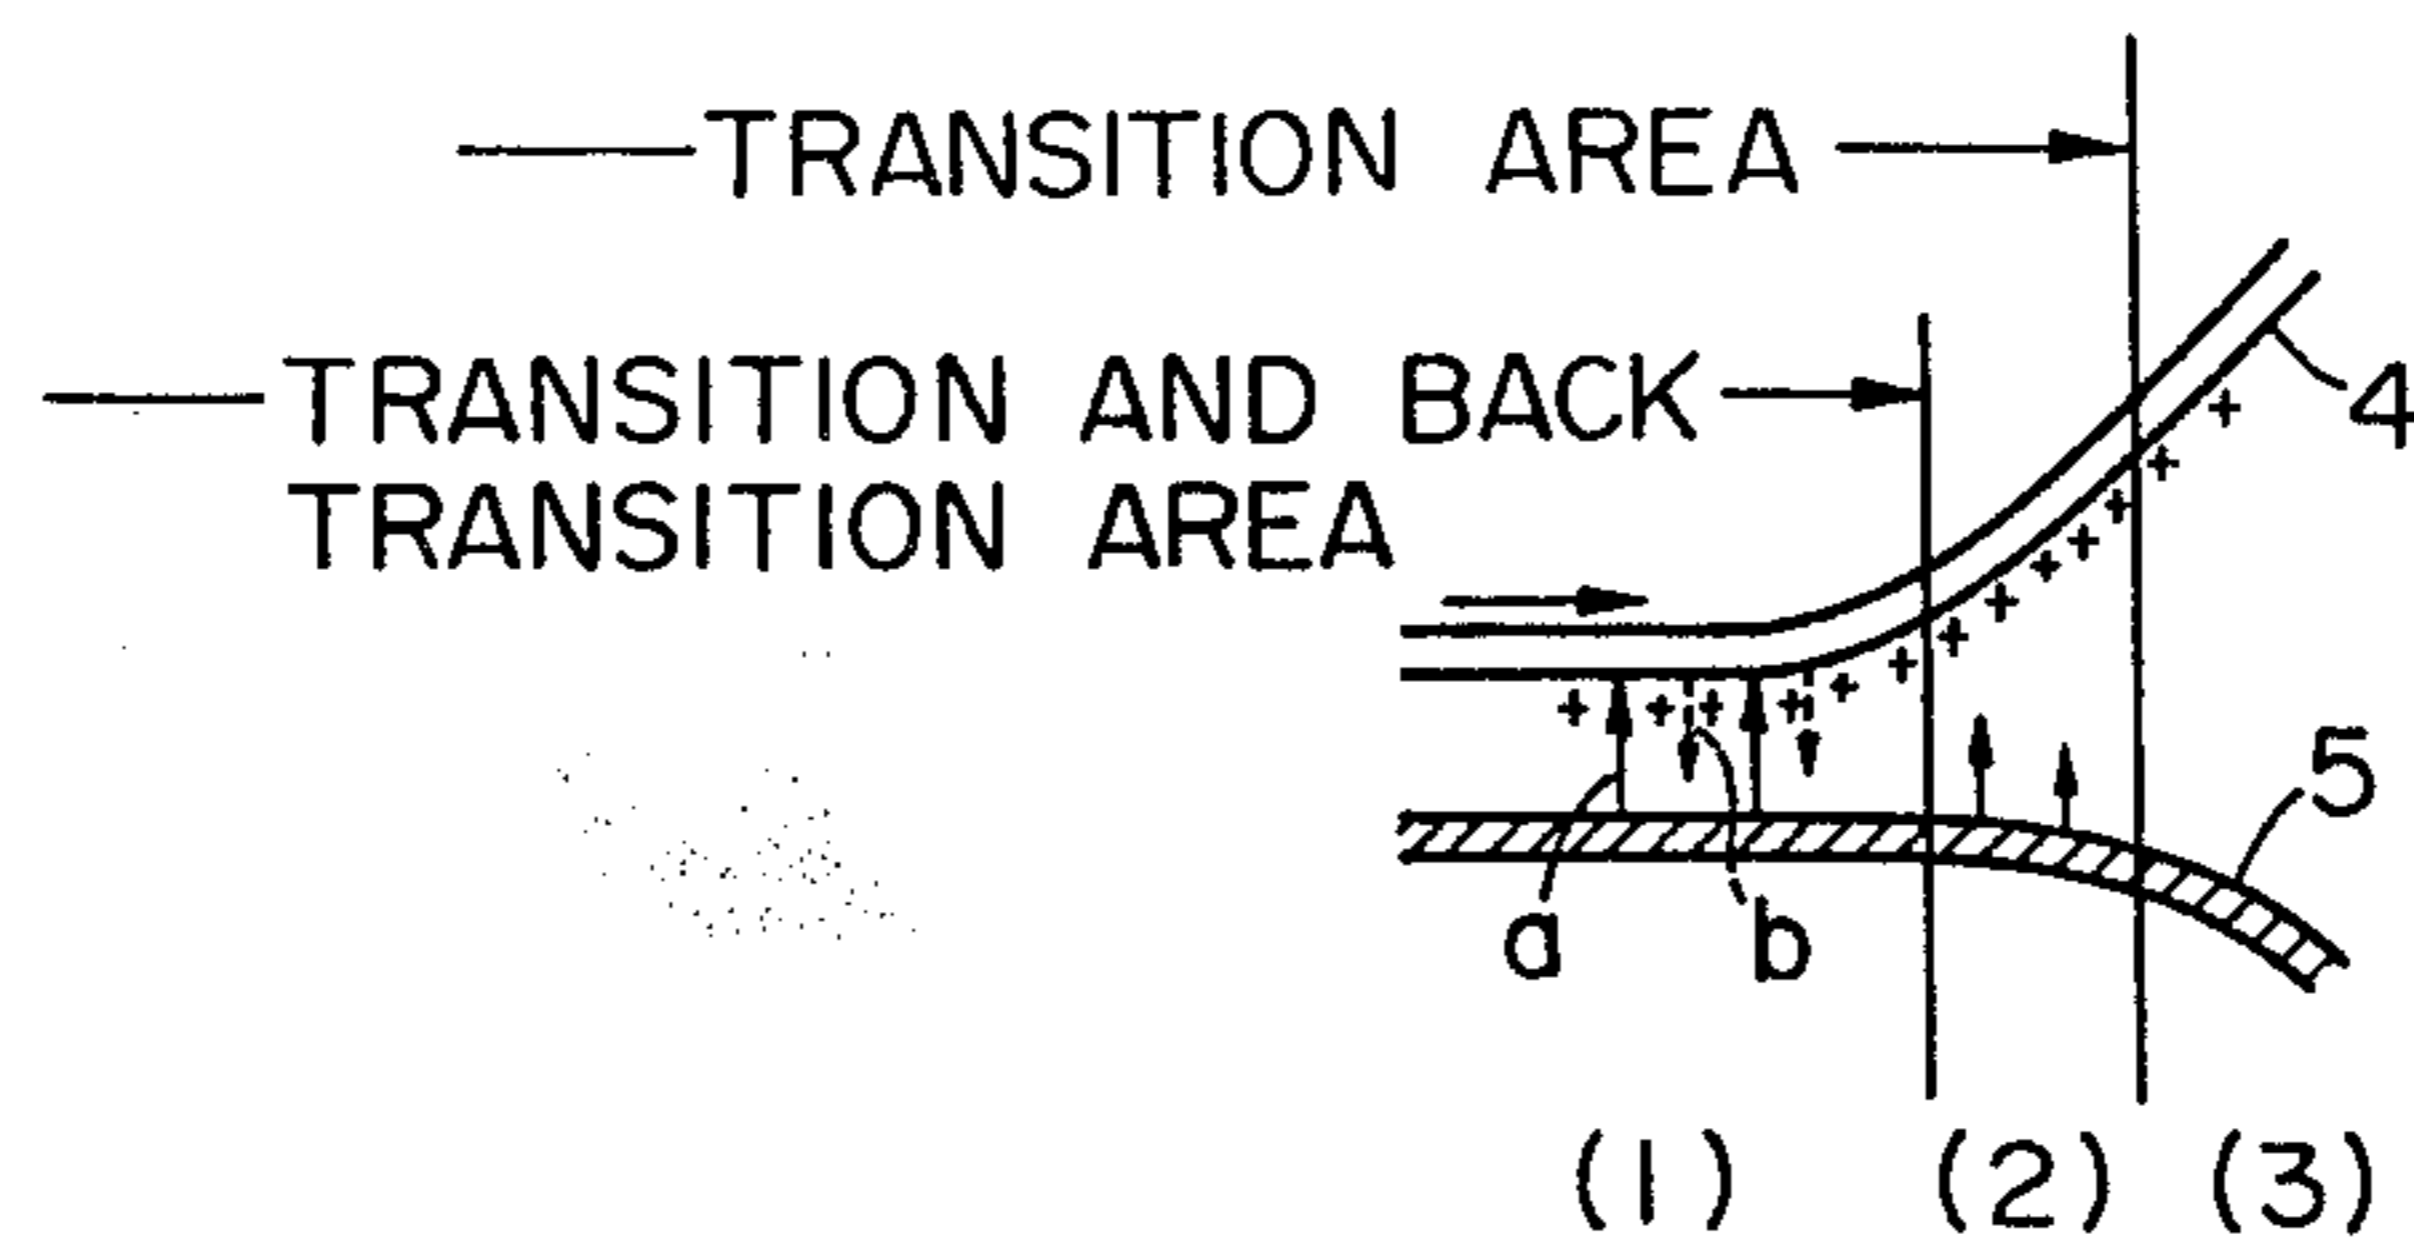 TRANSITION AREA
TRANSITION AND BACK
TRANSITION AREA
4
5
a b
(1) (2) (3)